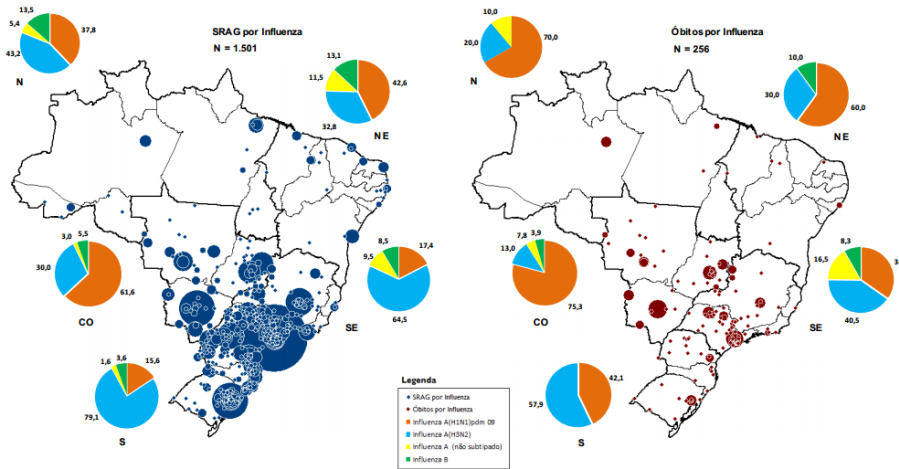 SRAG por Influenza
N = 1.501
13,5
5,4
37,8
43,2
N
13,1
11,5
42,6
32,8
NE
3,0
5,5
30,0
61,6
CO
8,5
17,4
9,5
64,5
SE
1,6
3,6
15,6
79,1
S
Óbitos por Influenza
N = 256
10,0
20,0
70,0
N
10,0
30,0
60,0
NE
7,8
3,9
13,0
75,3
CO
8,3
16,5
40,5
SE
42,1
57,9
S
Legenda
SRAG por Influenza
Óbitos por Influenza
Influenza A(H1N1)pdm 09
Influenza A(H3N2)
Influenza A (não subtipado)
Influenza B